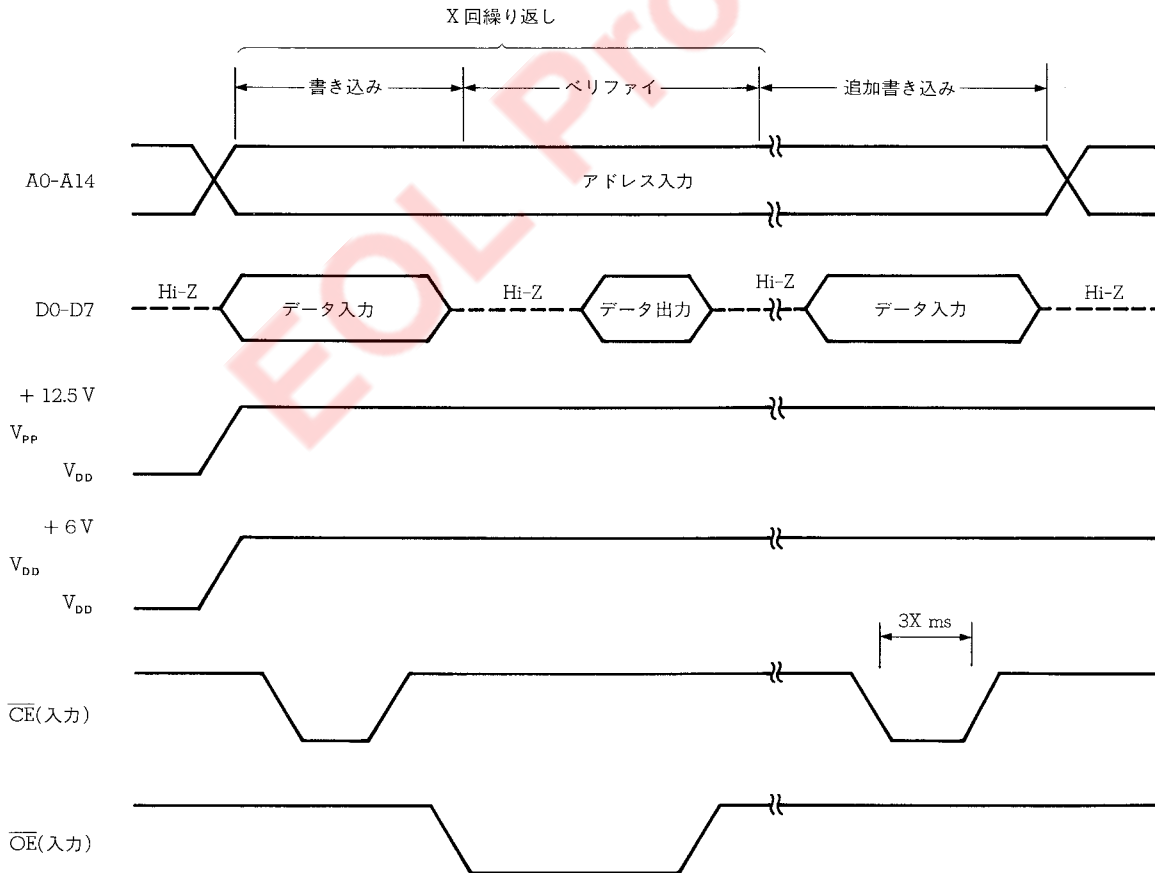 X回繰り返し
書き込み
ベリファイ
追加書き込み
A0-A14
アドレス入力
D0-D7
Hi-Z
データ入力
Hi-Z
データ出力
Hi-Z
データ入力
Hi-Z
+12.5 V
VPP
VDD
+6 V
VDD
VDD
3X ms
CE(入力)
OE(入力)
EOL Pro